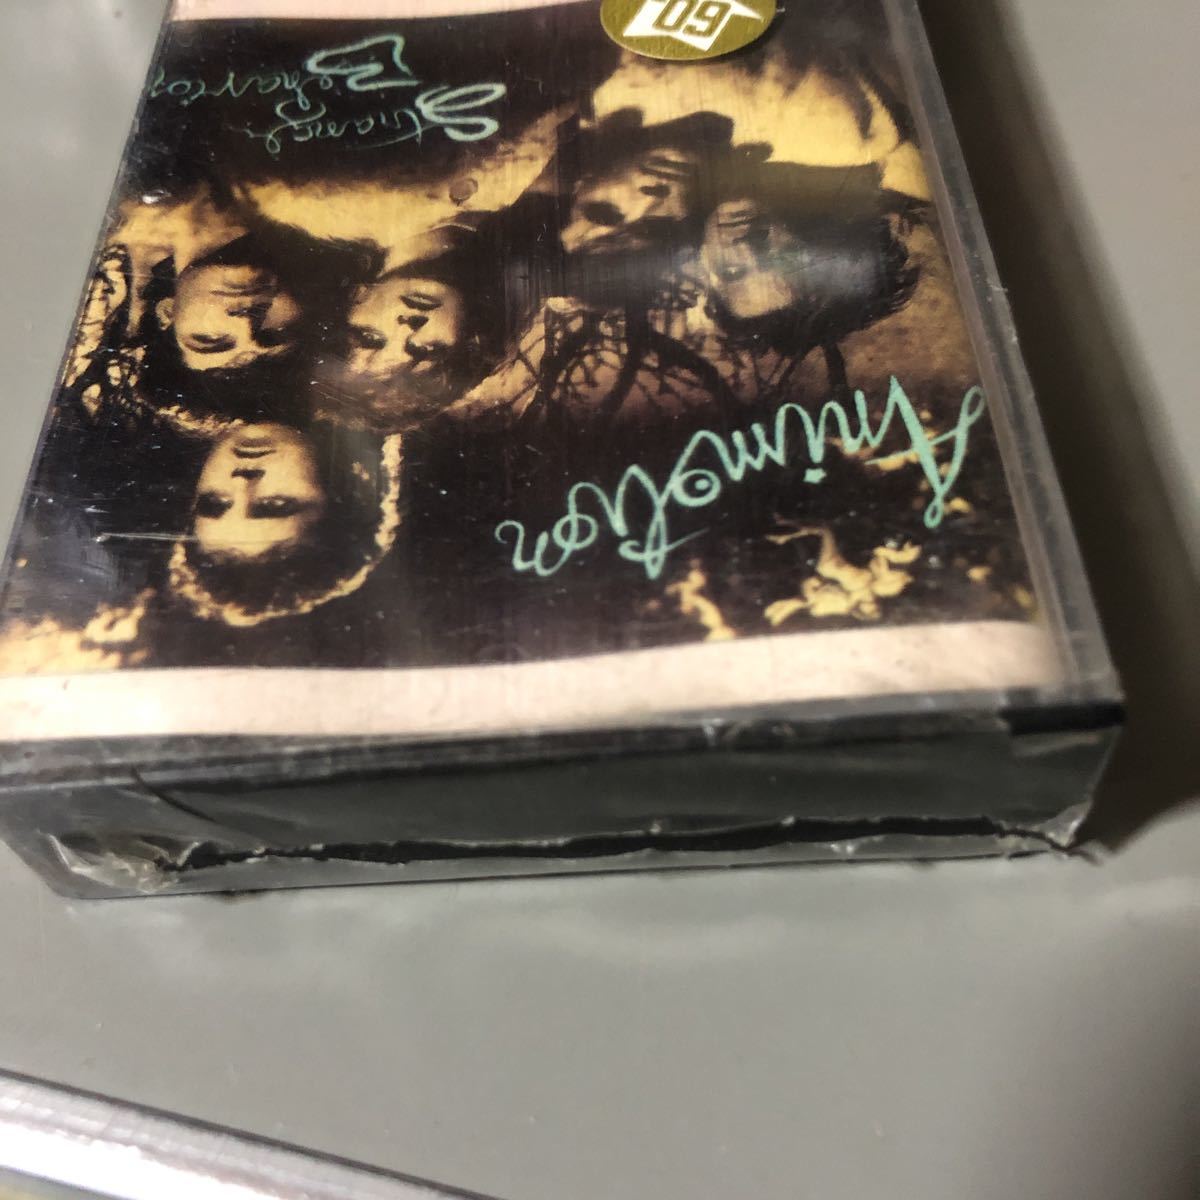 Animotion
Strange
Behavior
60